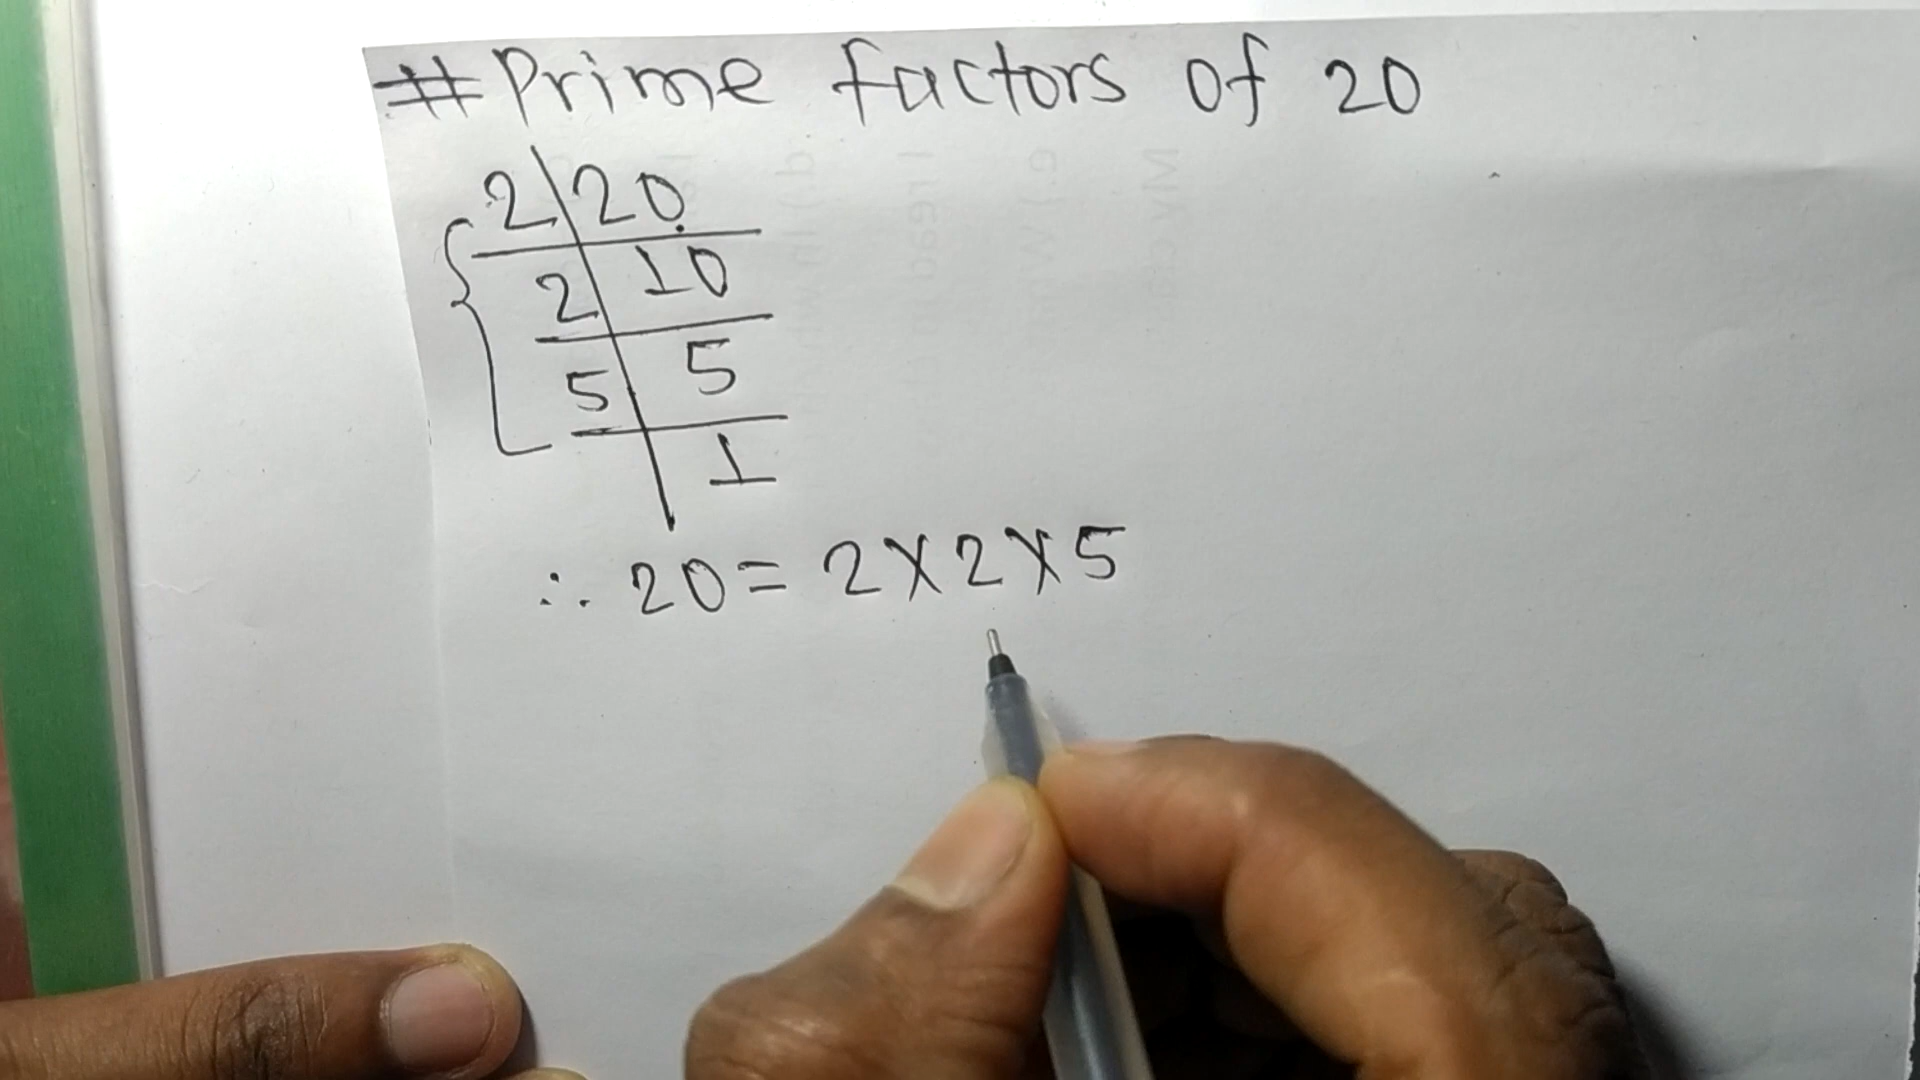 # Prime factors of 20
2 20
2 10
5 5
1
∴ 20 = 2 X 2 X 5